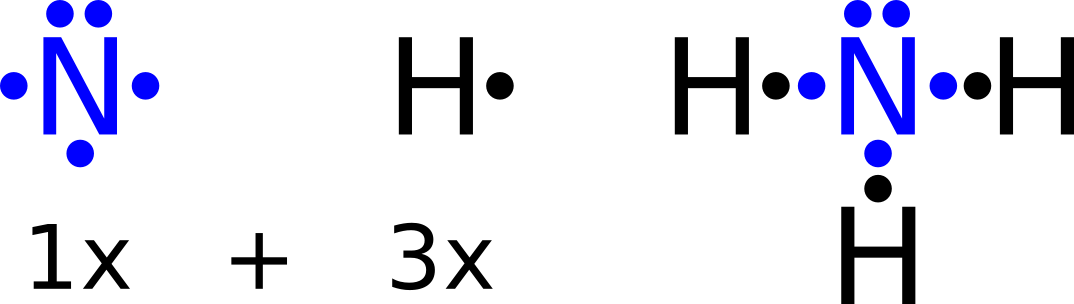 N H H N H
H
1x + 3x